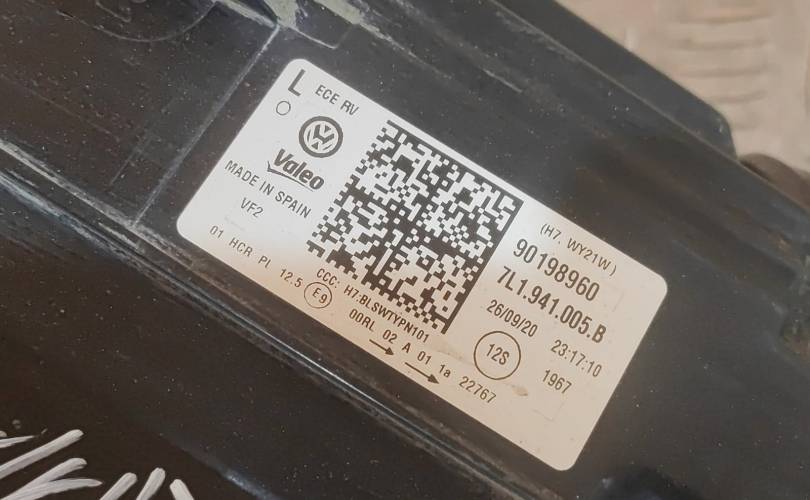 L ECE RV
Valeo
MADE IN SPAIN
VF2
01 HCR PL 12.5 E9
CCC: H7:BLSWTYPN101
00RL 02 A 01 1a 22767
(H7. WY21W)
90198960
7L1.941.005.B
26/09/20 23:17:10
12S 1967